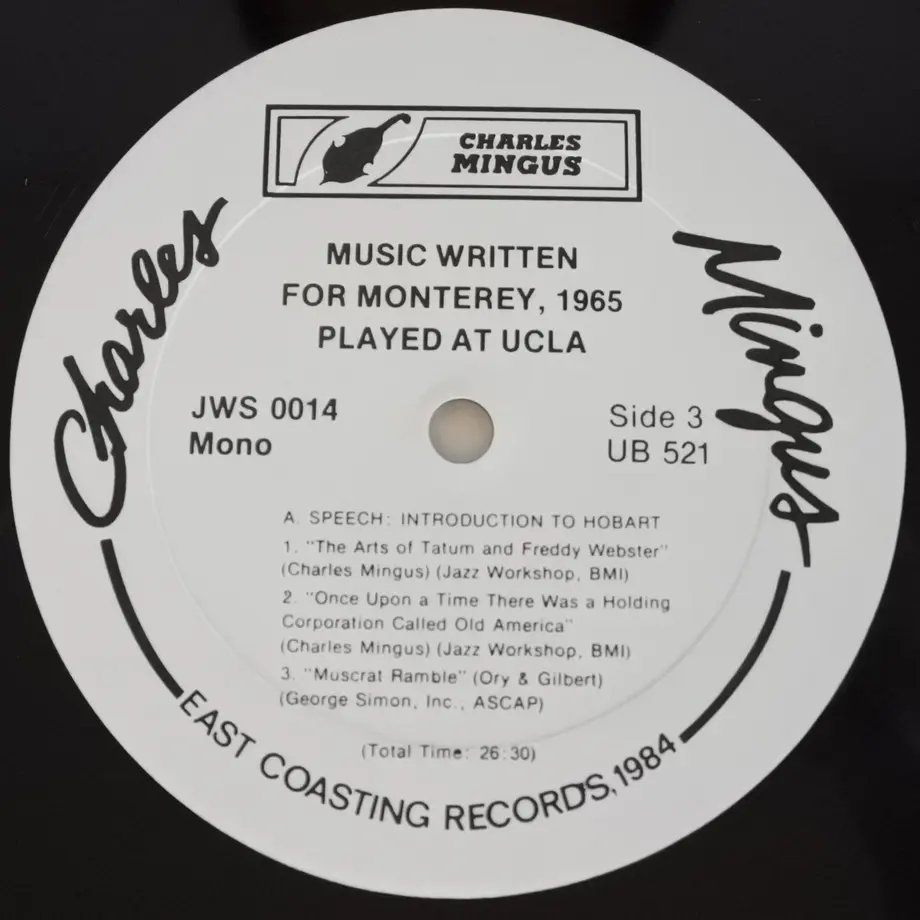 CHARLES
MINGUS
Charles Mingus
MUSIC WRITTEN
FOR MONTEREY, 1965
PLAYED AT UCLA
JWS 0014
Mono
Side 3
UB 521
A. SPEECH: INTRODUCTION TO HOBART
1. "The Arts of Tatum and Freddy Webster"
(Charles Mingus) (Jazz Workshop, BMI)
2. "Once Upon a Time There Was a Holding
Corporation Called Old America"
(Charles Mingus) (Jazz Workshop, BMI)
3. "Muscrat Ramble" (Ory & Gilbert)
(George Simon, Inc., ASCAP)
(Total Time: 26:30)
EAST COASTING RECORDS, 1984